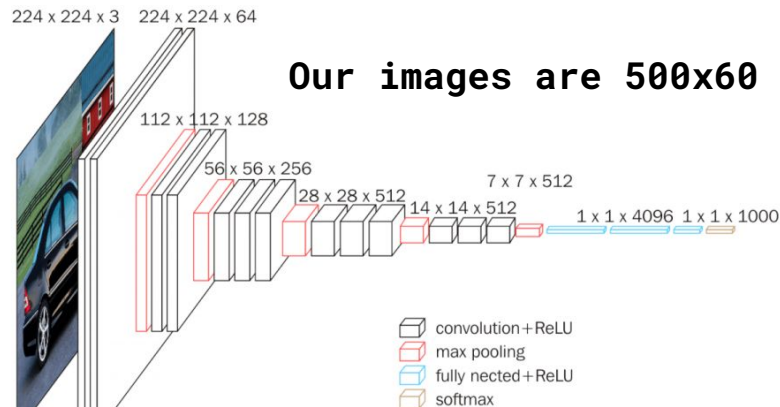 224 x 224 x 3
224 x 224 x 64
Our images are 500x60
112 x 112 x 128
56 x 56 x 256
28 x 28 x 512
14 x 14 x 512
7 x 7 x 512
1 x 1 x 4096
1 x 1 x 1000
convolution+ReLU
max pooling
fully nected+ReLU
softmax